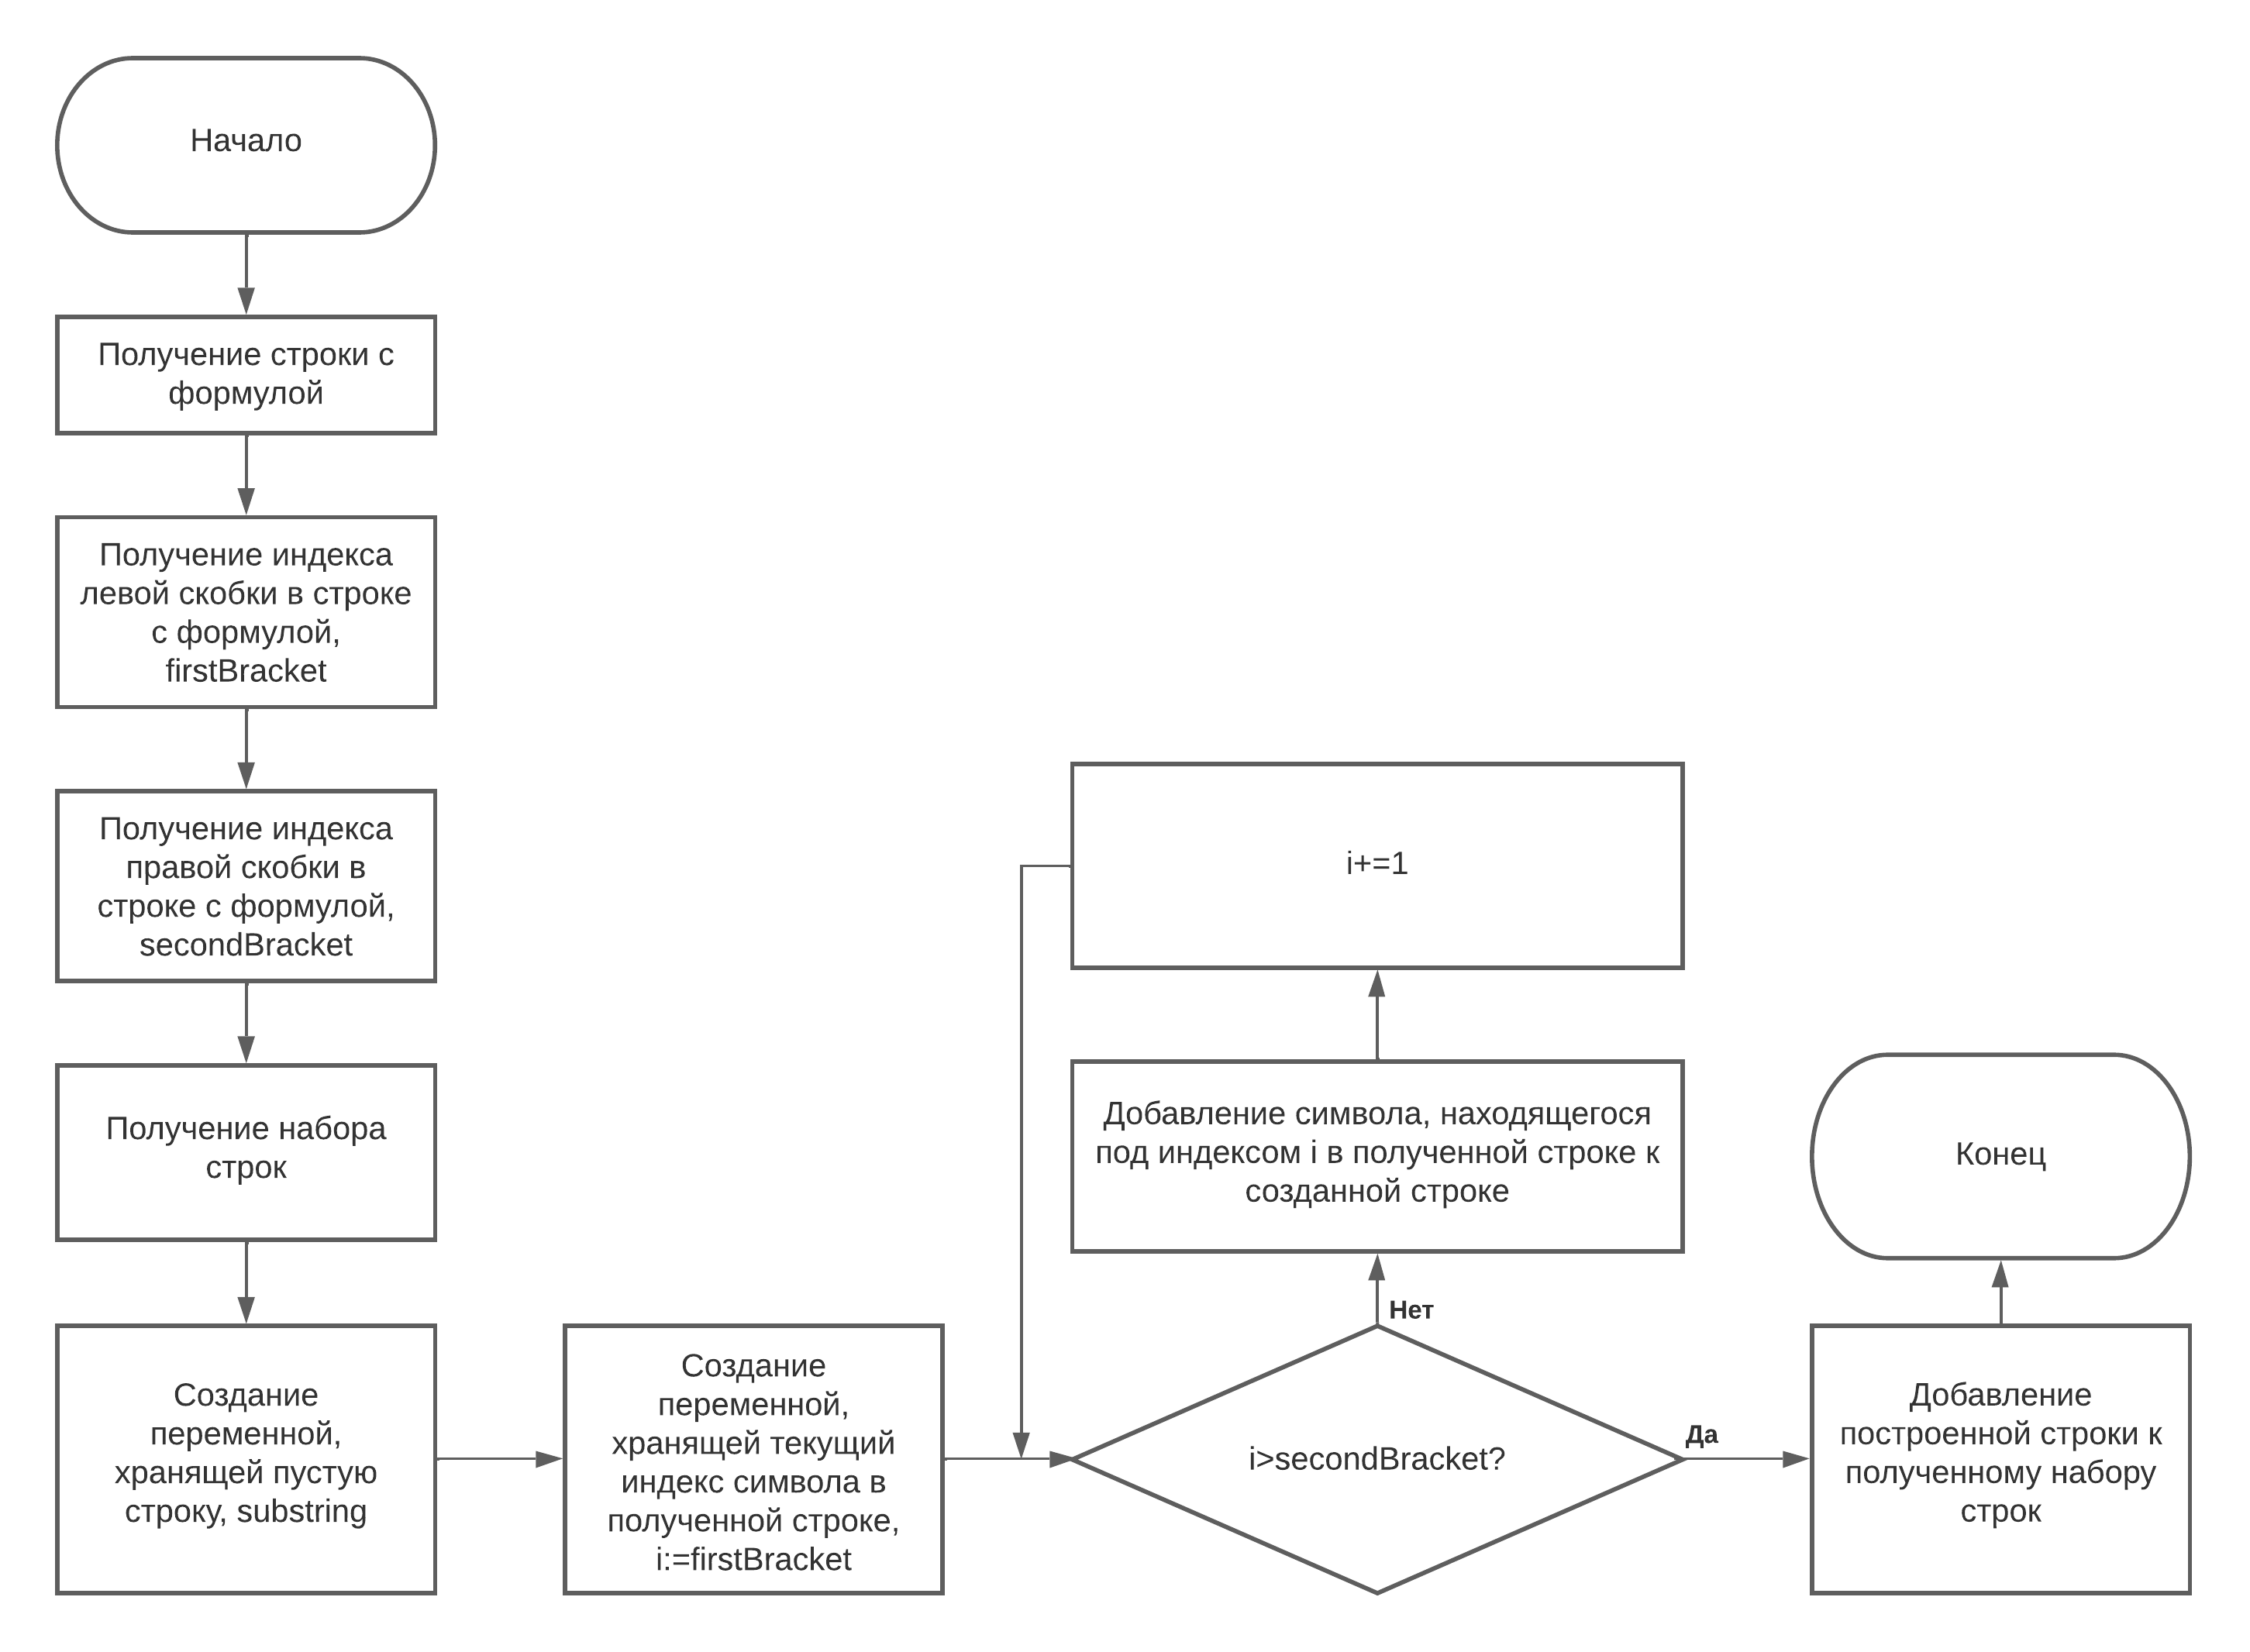 Начало
Получение строки с
формулой
Получение индекса
левой скобки в строке
с формулой,
firstBracket
Получение индекса
правой скобки в
строке с формулой,
secondBracket
Получение набора
строк
Создание
переменной,
хранящей пустую
строку, substring
Создание
переменной,
хранящей текущий
индекс символа в
полученной строке,
i:=firstBracket
i>secondBracket?
Нет
Добавление символа, находящегося
под индексом i в полученной строке к
созданной строке
i+=1
Да
Добавление
построенной строки к
полученному набору
строк
Конец